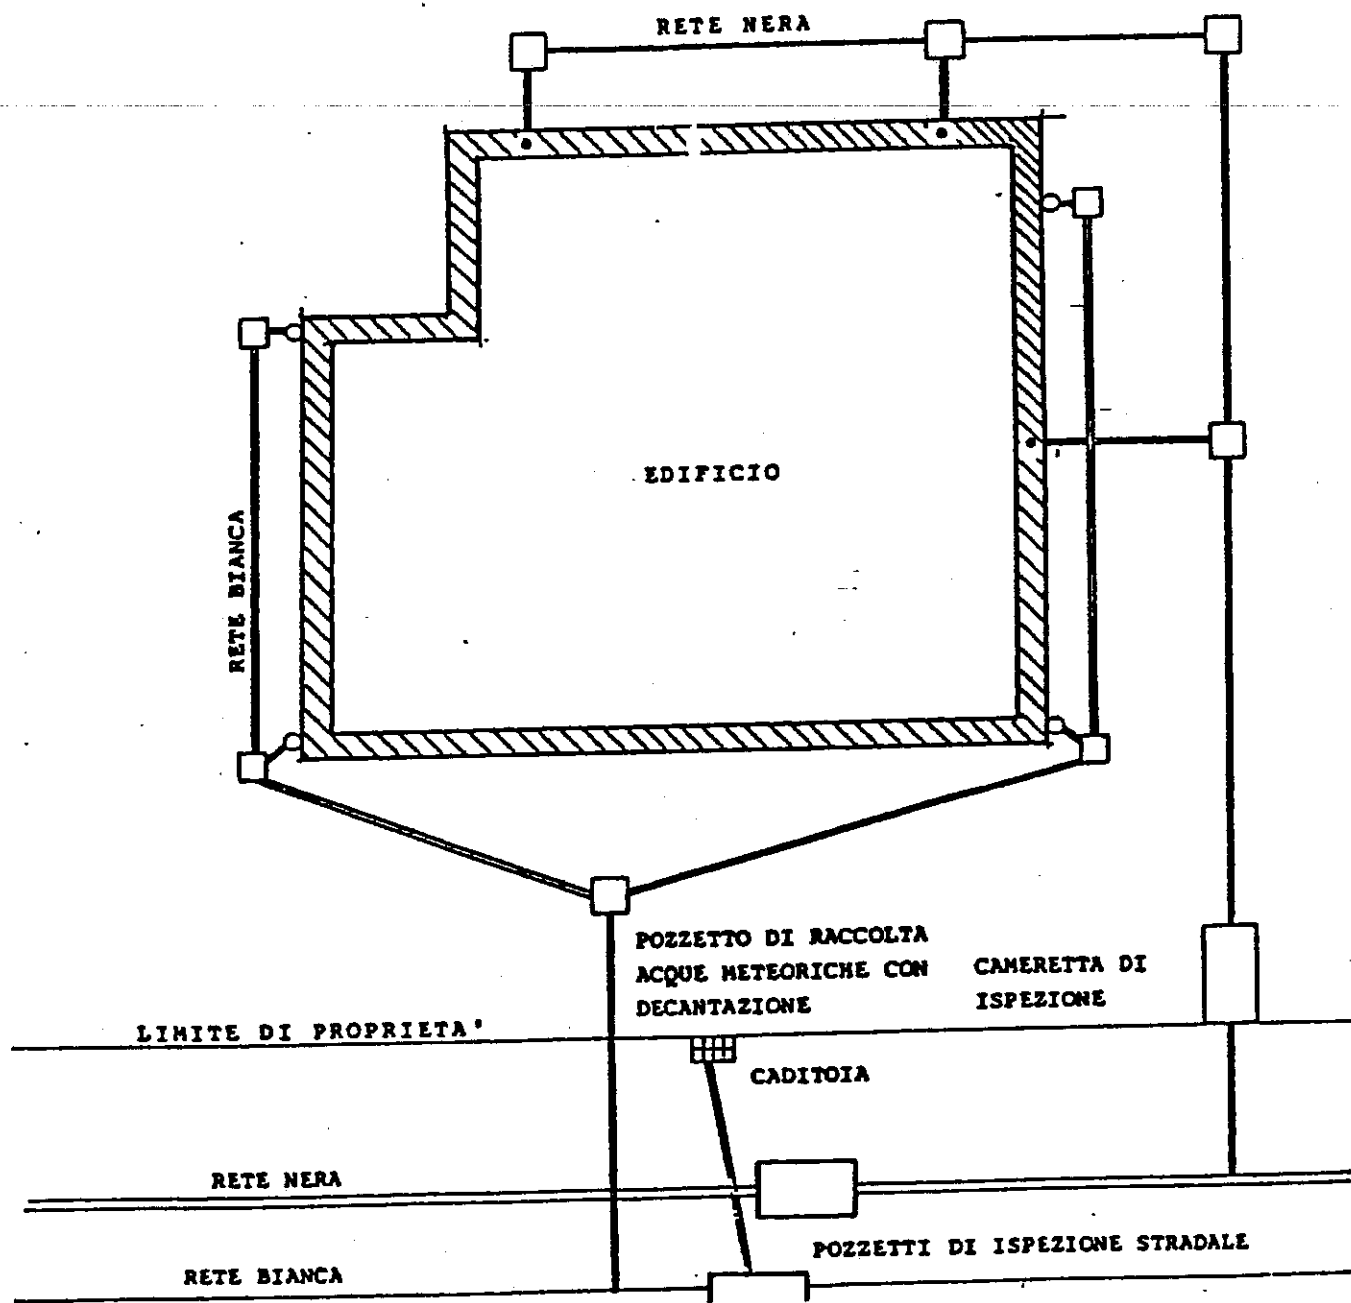 RETE NERA
EDIFICIO
RETE BIANCA
POZZETTO DI RACCOLTA
ACQUE METEORICHE CON
DECANTAZIONE
CAMERETTA DI
ISPEZIONE
LIMITE DI PROPRIETA'
CADITOIA
RETE NERA
POZZETTI DI ISPEZIONE STRADALE
RETE BIANCA